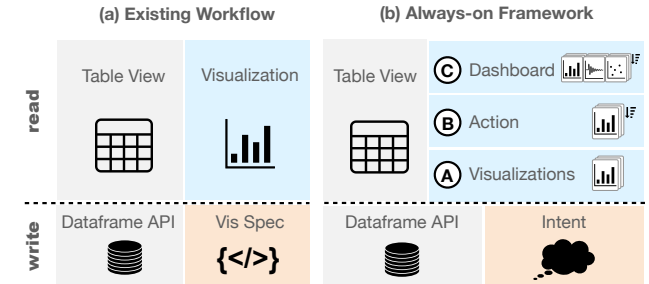 (a) Existing Workflow
(b) Always-on Framework
read
Table View
Visualization
Table View
C Dashboard
B Action
A Visualizations
write
Dataframe API
Vis Spec
{</>}
Dataframe API
Intent